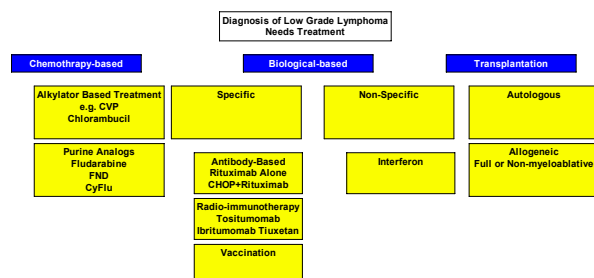 Diagnosis of Low Grade Lymphoma
Needs Treatment
Chemothrapy-based
Biological-based
Transplantation
Alkylator Based Treatment
e.g. CVP
Chlorambucil
Specific
Non-Specific
Autologous
Purine Analogs
Fludarabine
FND
CyFlu
Antibody-Based
Rituximab Alone
CHOP+Rituximab
Interferon
Allogeneic
Full or Non-myeloablative
Radio-immunotherapy
Tositumomab
Ibritumomab Tiuxetan
Vaccination